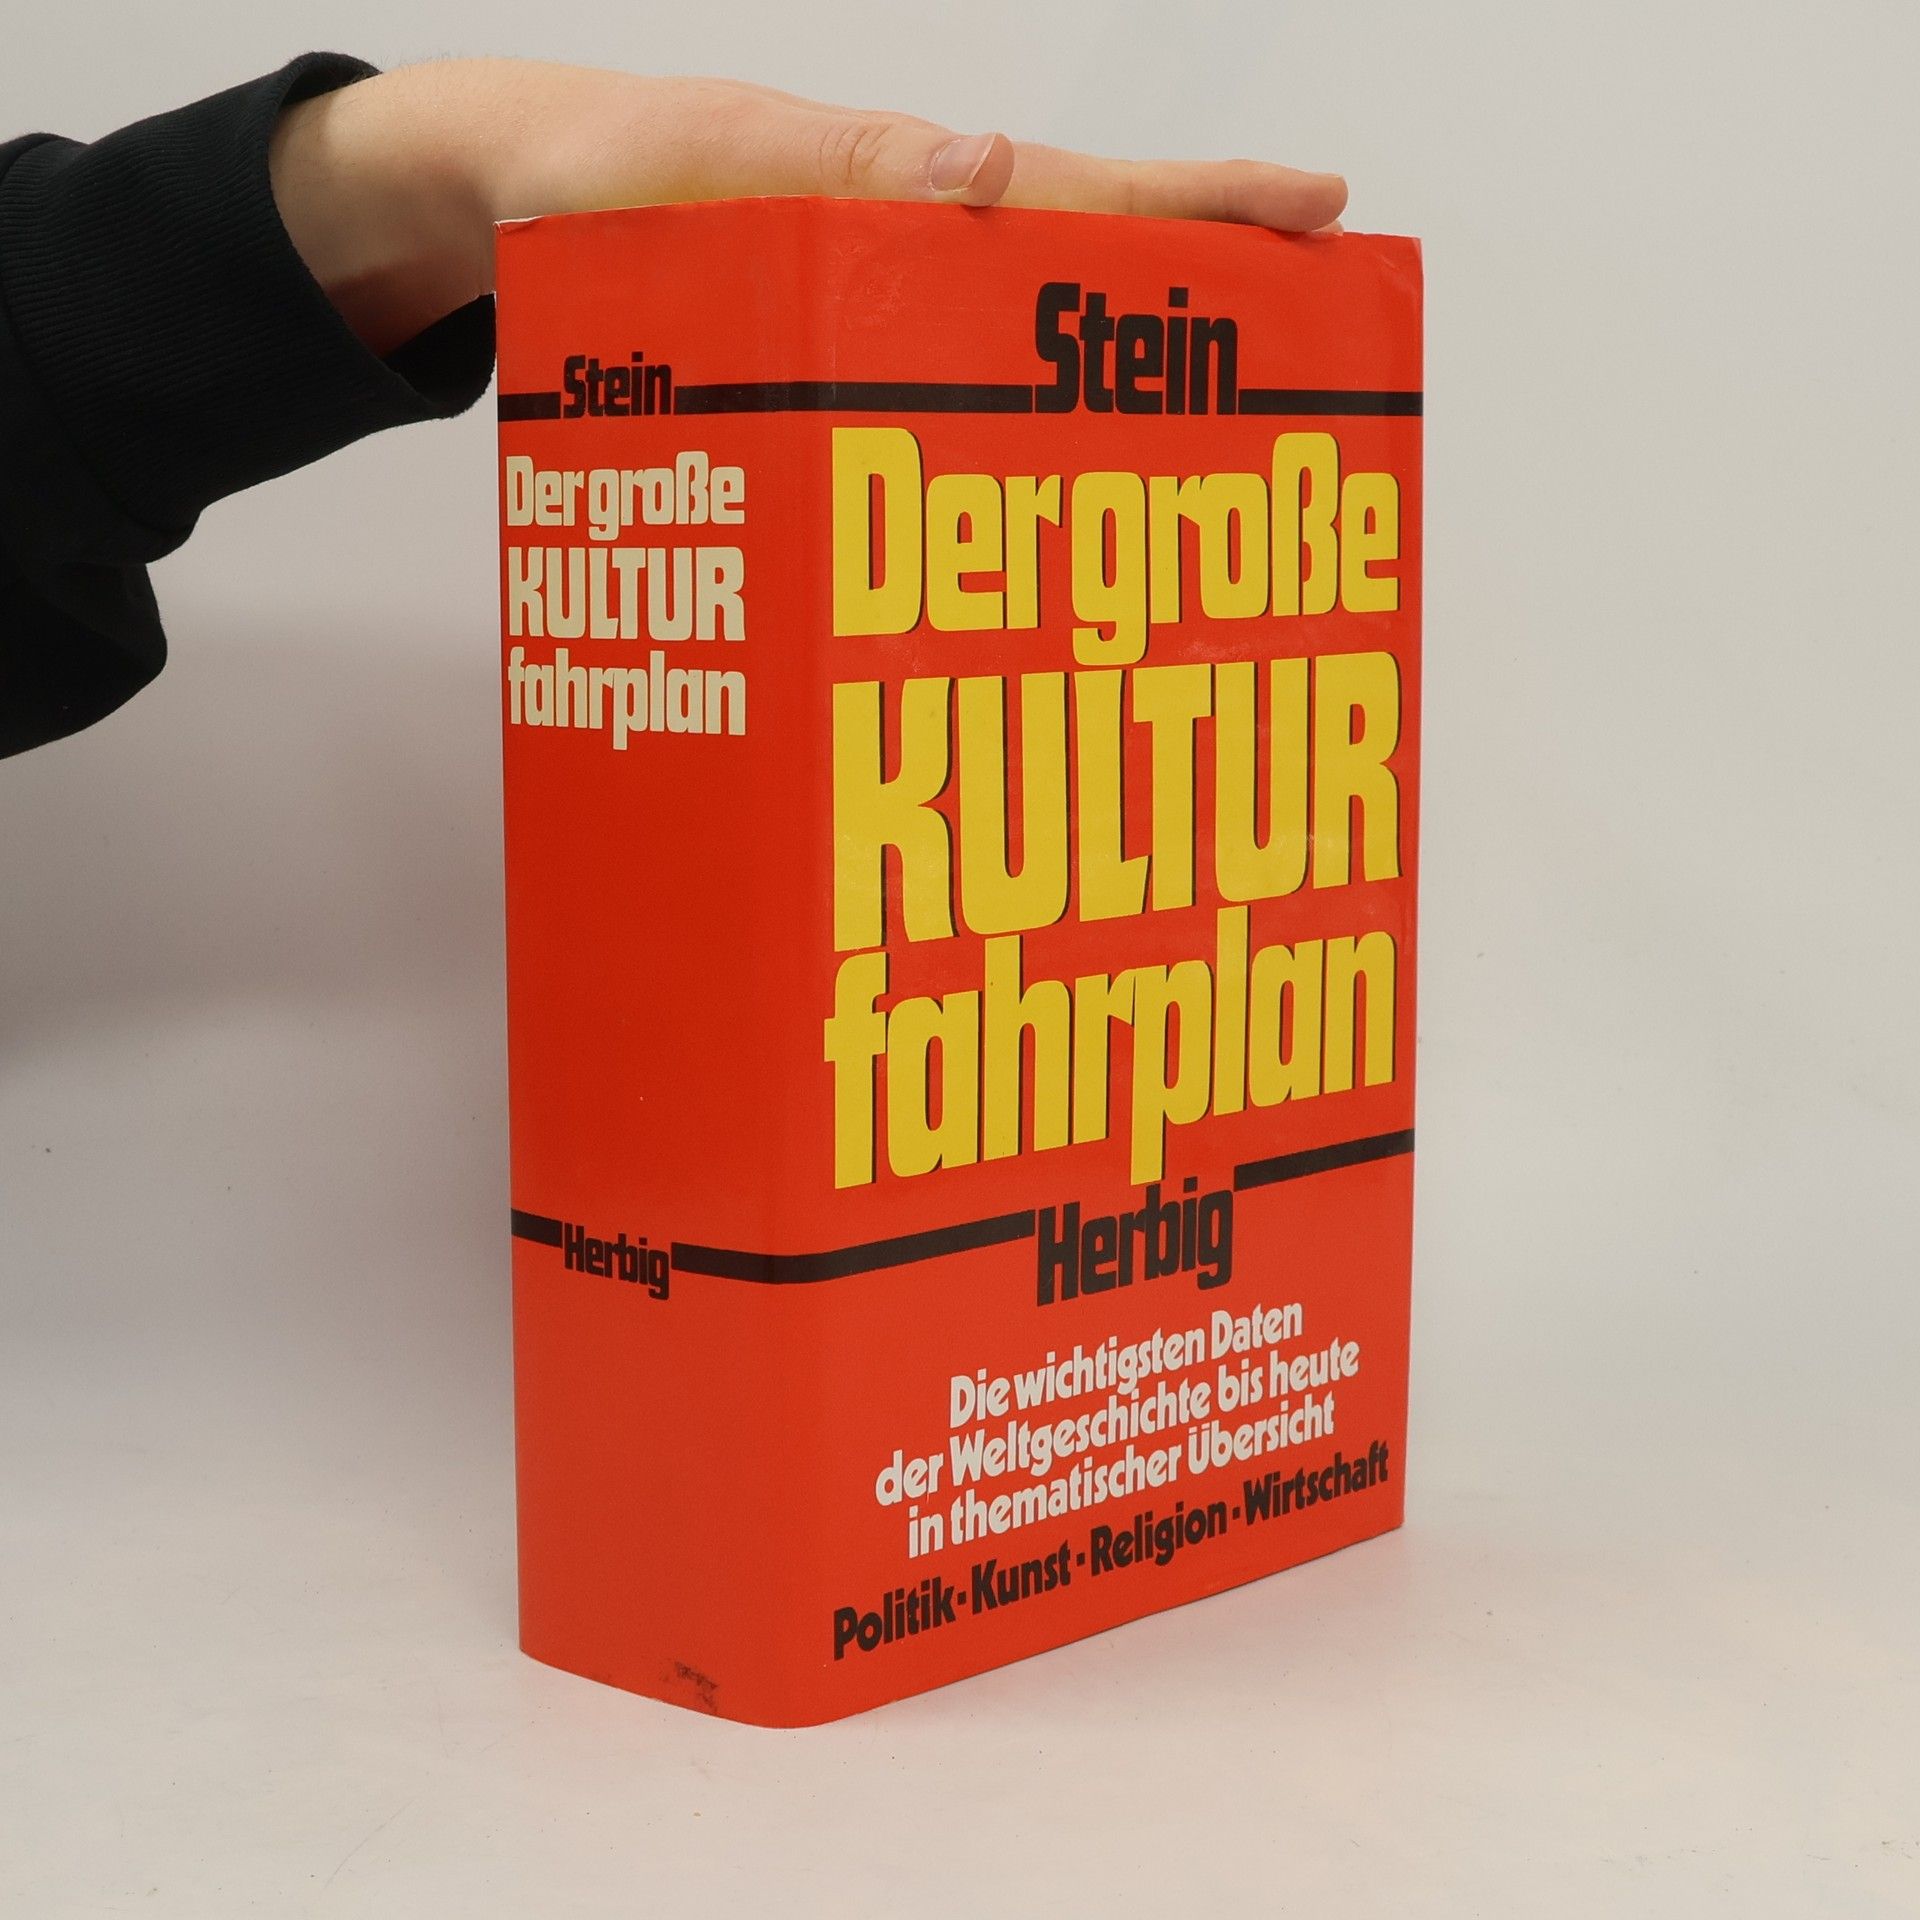 Stein
Der große
KULTUR
fahrplan
Herbig
Stein
Der große
KULTUR
fahrplan
Herbig
Die wichtigsten Daten
der Weltgeschichte bis heute
in thematischer Übersicht
Politik·Kunst·Religion·Wirtschaft